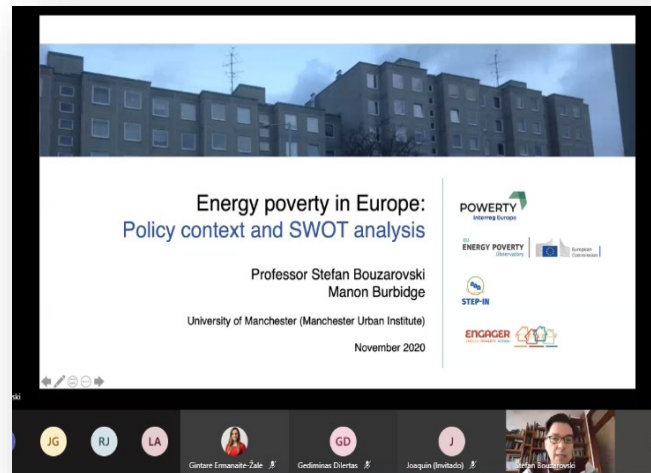 Energy poverty in Europe:
Policy context and SWOT analysis
Professor Stefan Bouzarovski
Manon Burbidge
University of Manchester (Manchester Urban Institute)
November 2020
POWERTY
Interreg Europe
EU
ENERGY POVERTY
Observatory
European
Commission
STEP-IN
ENGAGER
ski
JG
RJ
LA
Gintare Ermanaite-Žale
GD
Gediminas Dilertas
J
Joaquin (Invitado)
Stefan Bouzarovski